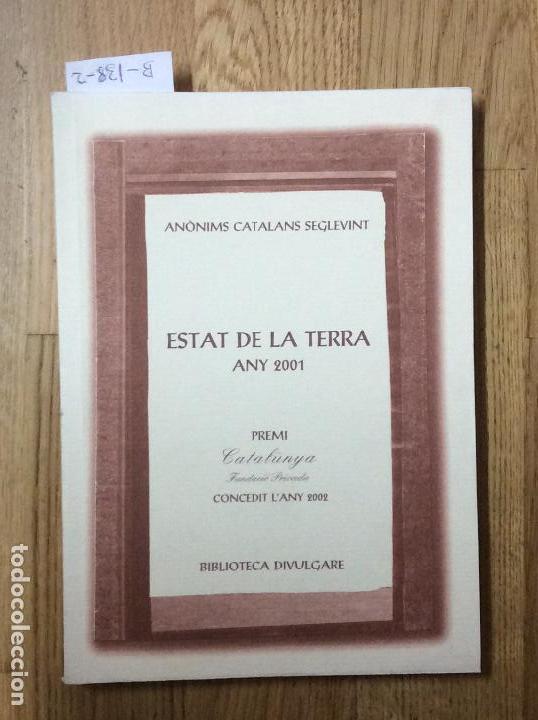 B-138-2
ANÒNIMS CATALANS SEGLEVINT
ESTAT DE LA TERRA
ANY 2001
PREMI
Catalunya
Fundació Privada
CONCEDIT L'ANY 2002
BIBLIOTECA DIVULGARE
todocoleccion